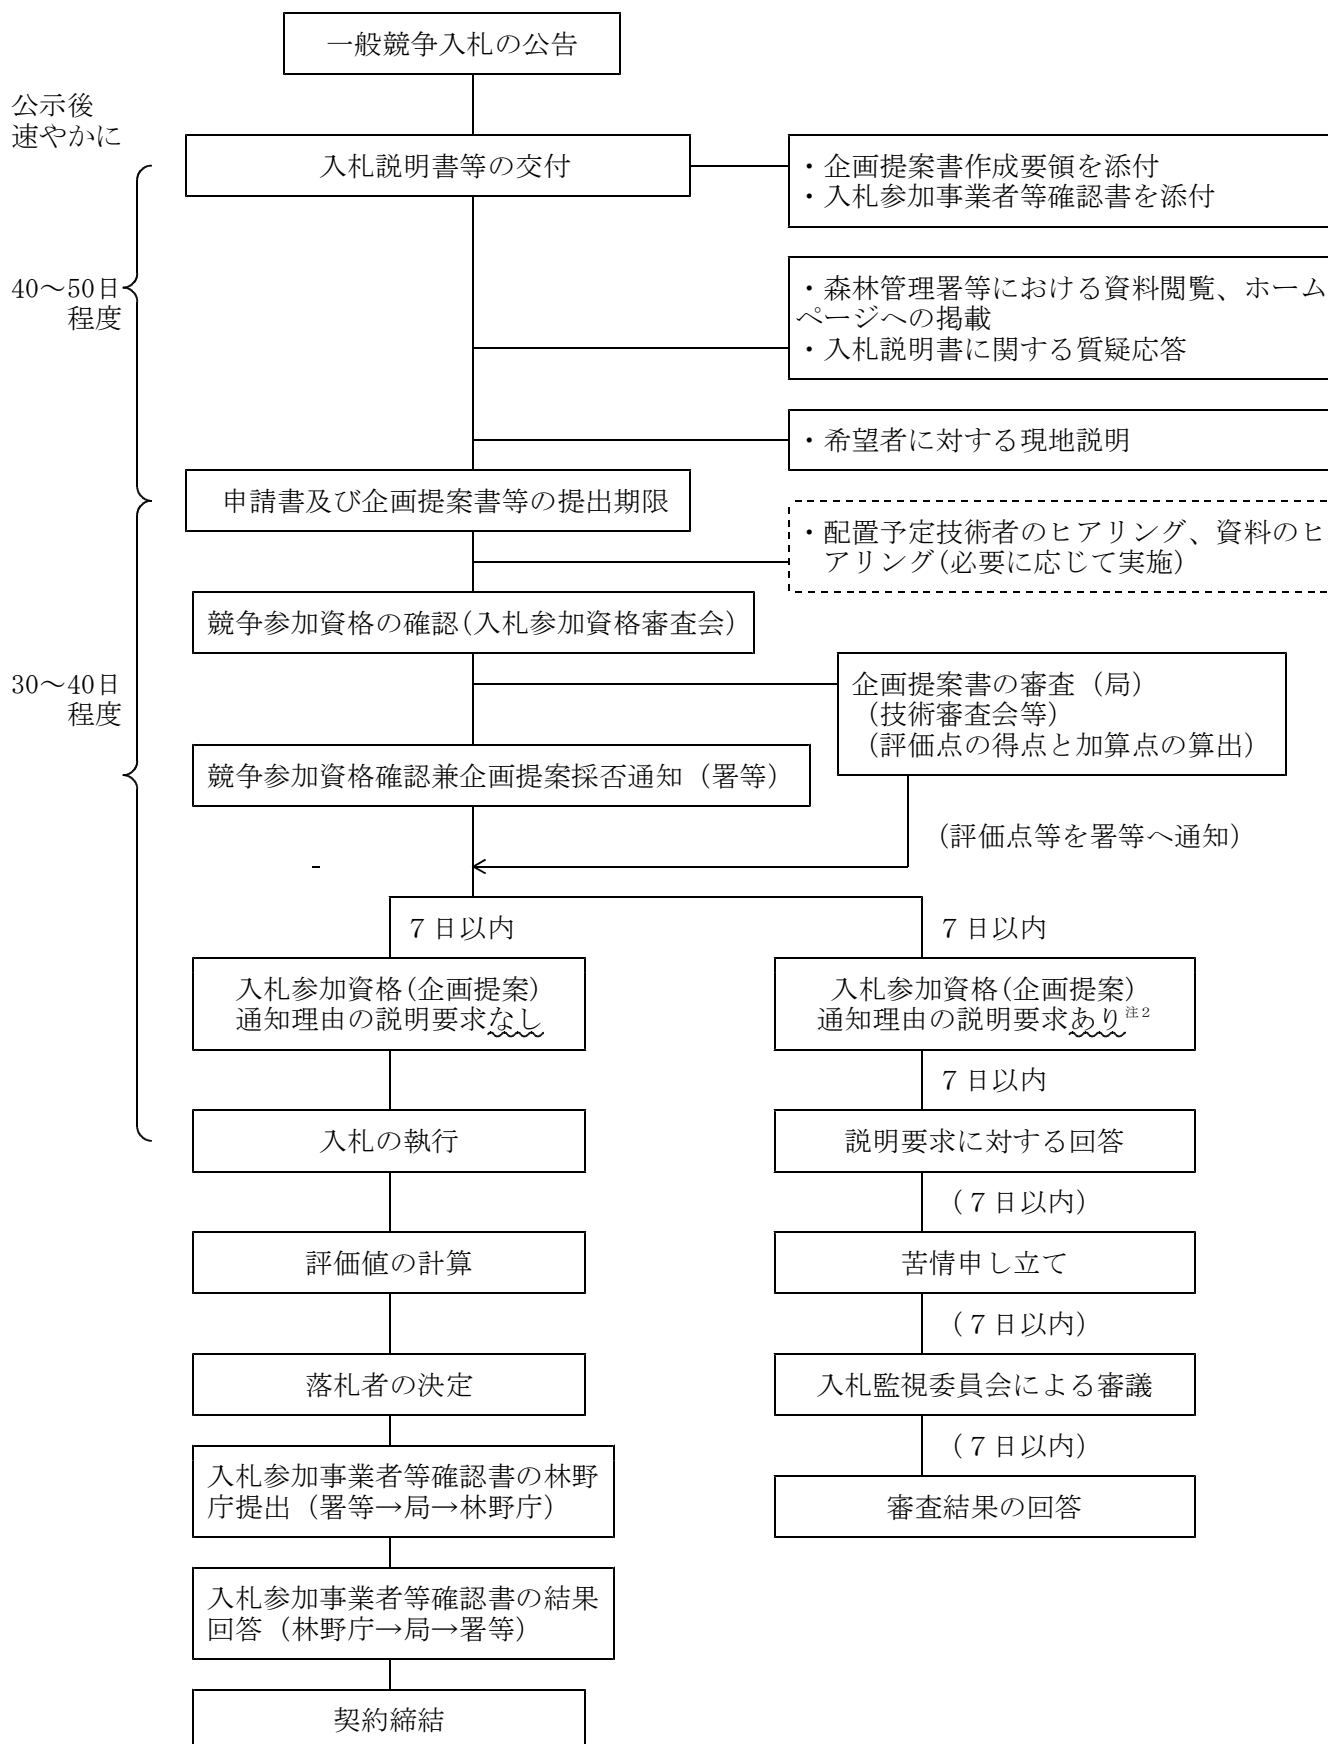 一般競争入札の公告
公示後
速やかに
入札説明書等の交付
・企画提案書作成要領を添付
・入札参加事業者等確認書を添付
40～50日
程度
・森林管理署等における資料閲覧、ホーム
ページへの掲載
・入札説明書に関する質疑応答
・希望者に対する現地説明
申請書及び企画提案書等の提出期限
・配置予定技術者のヒアリング、資料のヒ
アリング(必要に応じて実施)
競争参加資格の確認(入札参加資格審査会)
30～40日
程度
企画提案書の審査（局）
（技術審査会等）
（評価点の得点と加算点の算出）
競争参加資格確認兼企画提案採否通知（署等）
（評価点等を署等へ通知）
７日以内
７日以内
入札参加資格(企画提案)
通知理由の説明要求なし
入札参加資格(企画提案)
通知理由の説明要求あり注２
７日以内
入札の執行
説明要求に対する回答
（７日以内）
評価値の計算
苦情申し立て
（７日以内）
落札者の決定
入札監視委員会による審議
（７日以内）
入札参加事業者等確認書の林野
庁提出（署等→局→林野庁）
審査結果の回答
入札参加事業者等確認書の結果
回答（林野庁→局→署等）
契約締結